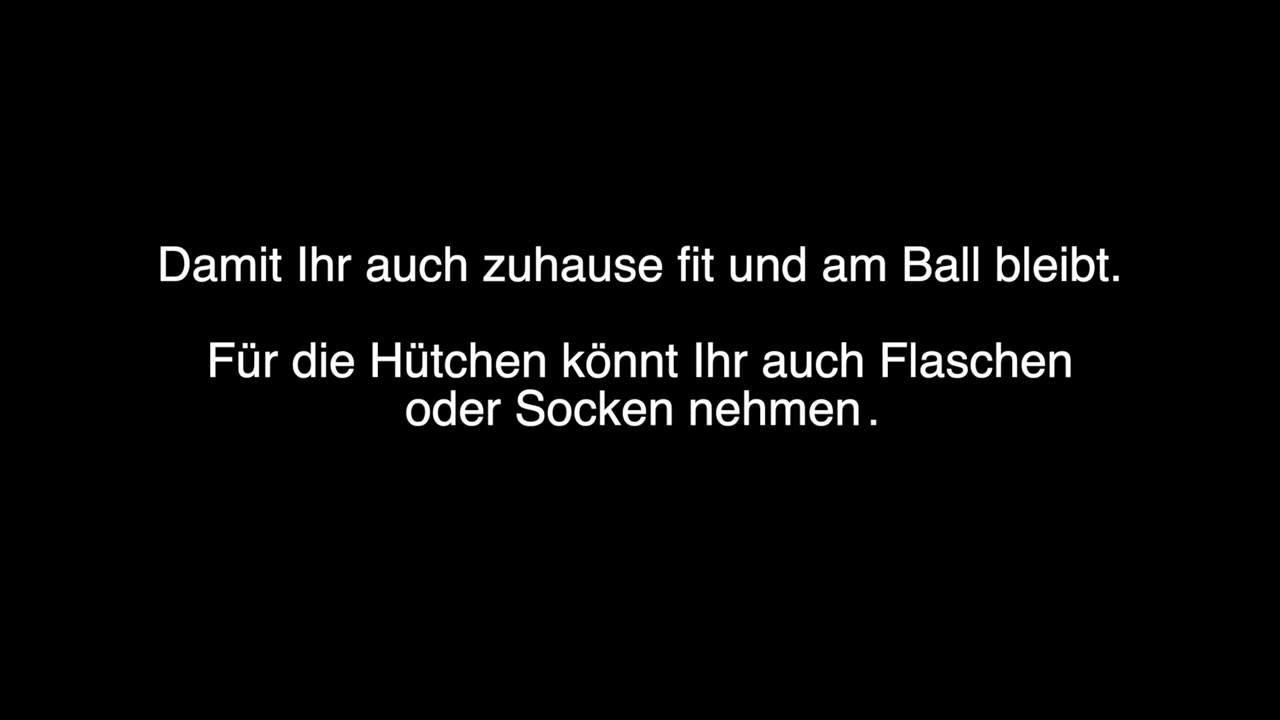 Damit Ihr auch zuhause fit und am Ball bleibt.
Für die Hütchen könnt Ihr auch Flaschen
oder Socken nehmen.